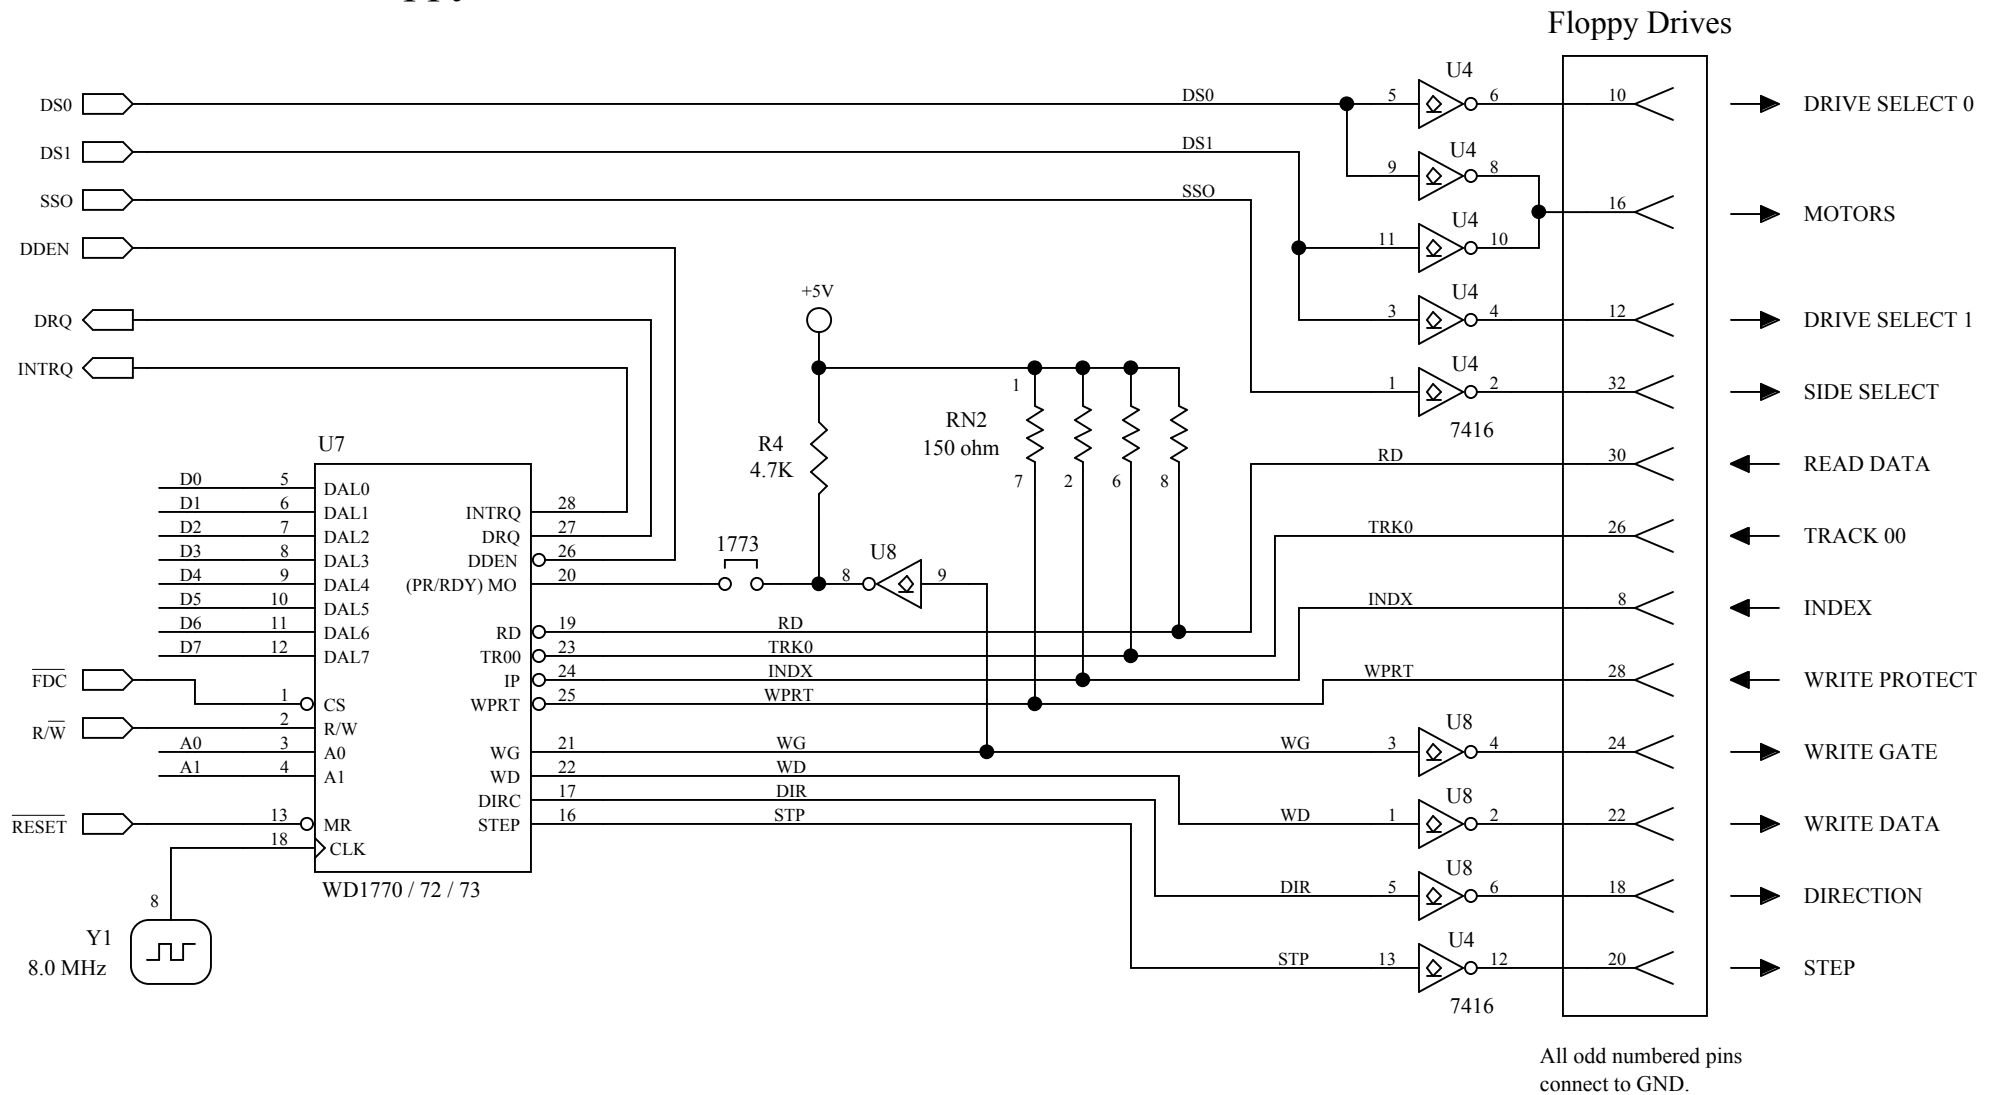 Floppy Drives
DS0
DS0
5
U4
6
10
DRIVE SELECT 0
DS1
DS1
9
U4
8
SSO
SSO
16
MOTORS
DDEN
11
U4
10
DRQ
+5V
3
U4
4
12
DRIVE SELECT 1
INTRQ
1
U4
2
32
SIDE SELECT
7416
1
RN2
150 ohm
7
2
6
8
R4
4.7K
RD
30
READ DATA
TRK0
26
TRACK 00
INDX
8
INDEX
WPRT
28
WRITE PROTECT
U7
D0 5 DAL0
D1 6 DAL1
D2 7 DAL2
D3 8 DAL3
D4 9 DAL4
D5 10 DAL5
D6 11 DAL6
D7 12 DAL7
INTRQ 28
DRQ 27
DDEN 26
(PR/RDY) MO 20
1773
8
U8
9
RD 19 RD
TR00 23 TRK0
IP 24 INDX
WPRT 25 WPRT
FDC
1 CS
R/W
2 R/W
A0 3 A0
A1 4 A1
RESET
13 MR
18 CLK
WG 21 WG
WD 22 WD
DIRC 17 DIR
STEP 16 STP
WD1770 / 72 / 73
8
Y1
8.0 MHz
WG
3
U8
4
24
WRITE GATE
WD
1
U8
2
22
WRITE DATA
DIR
5
U8
6
18
DIRECTION
STP
13
U4
12
20
STEP
7416
All odd numbered pins
connect to GND.